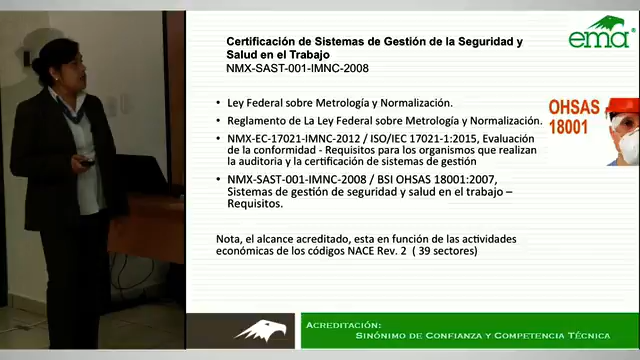 Certificación de Sistemas de Gestión de la Seguridad y
Salud en el Trabajo
NMX-SAST-001-IMNC-2008
ema
• Ley Federal sobre Metrología y Normalización.
• Reglamento de La Ley Federal sobre Metrología y Normalización.
• NMX-EC-17021-IMNC-2012 / ISO/IEC 17021-1:2015, Evaluación
de la conformidad - Requisitos para los organismos que realizan
la auditoria y la certificación de sistemas de gestión
• NMX-SAST-001-IMNC-2008 / BSI OHSAS 18001:2007,
Sistemas de gestión de seguridad y salud en el trabajo –
Requisitos.
OHSAS
18001
Nota, el alcance acreditado, esta en función de las actividades
económicas de los códigos NACE Rev. 2 ( 39 sectores)
ACREDITACIÓN:
SINÓNIMO DE CONFIANZA Y COMPETENCIA TÉCNICA